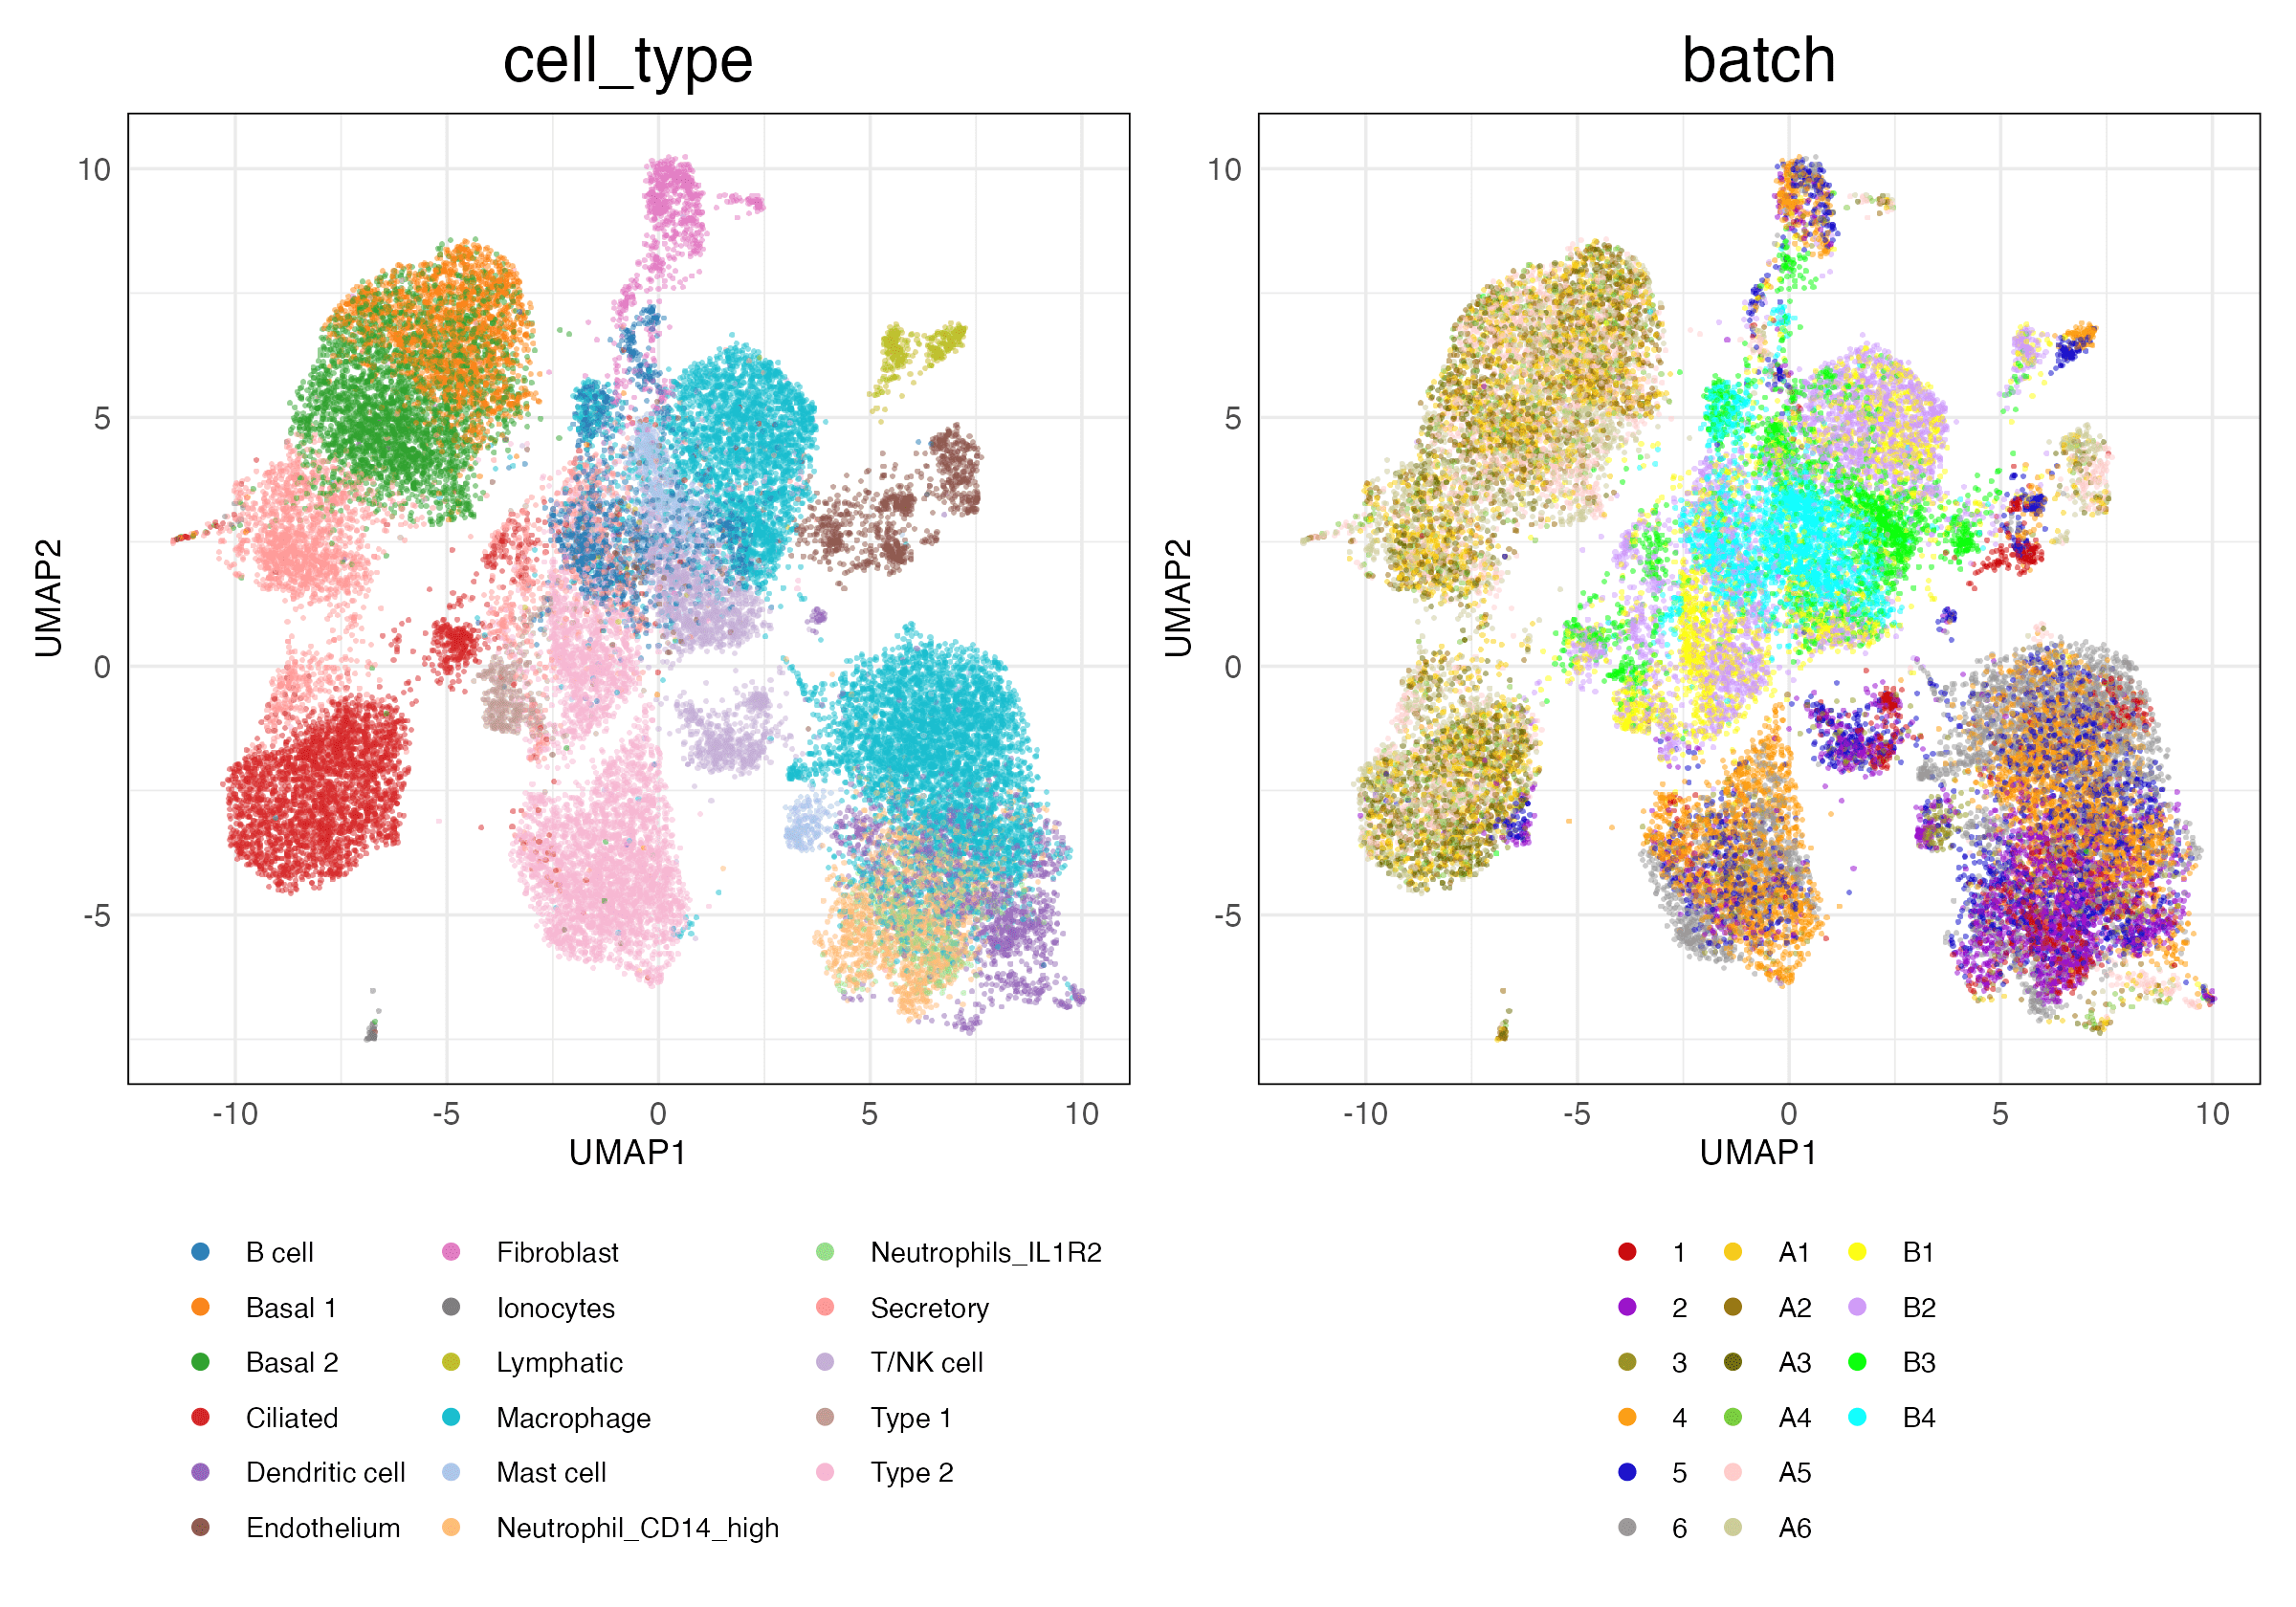 cell_type
batch
10
5
0
-5
UMAP2
-10 -5 0 5 10
UMAP1
10
5
0
-5
UMAP2
-10 -5 0 5 10
UMAP1
B cell Fibroblast Neutrophils_IL1R2
Basal 1 Ionocytes Secretory
Basal 2 Lymphatic T/NK cell
Ciliated Macrophage Type 1
Dendritic cell Mast cell Type 2
Endothelium Neutrophil_CD14_high
1 A1 B1
2 A2 B2
3 A3 B3
4 A4 B4
5 A5
6 A6